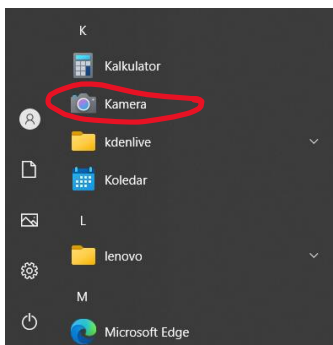 K
Kalkulator
Kamera
kdenlive
Koledar
L
lenovo
M
Microsoft Edge